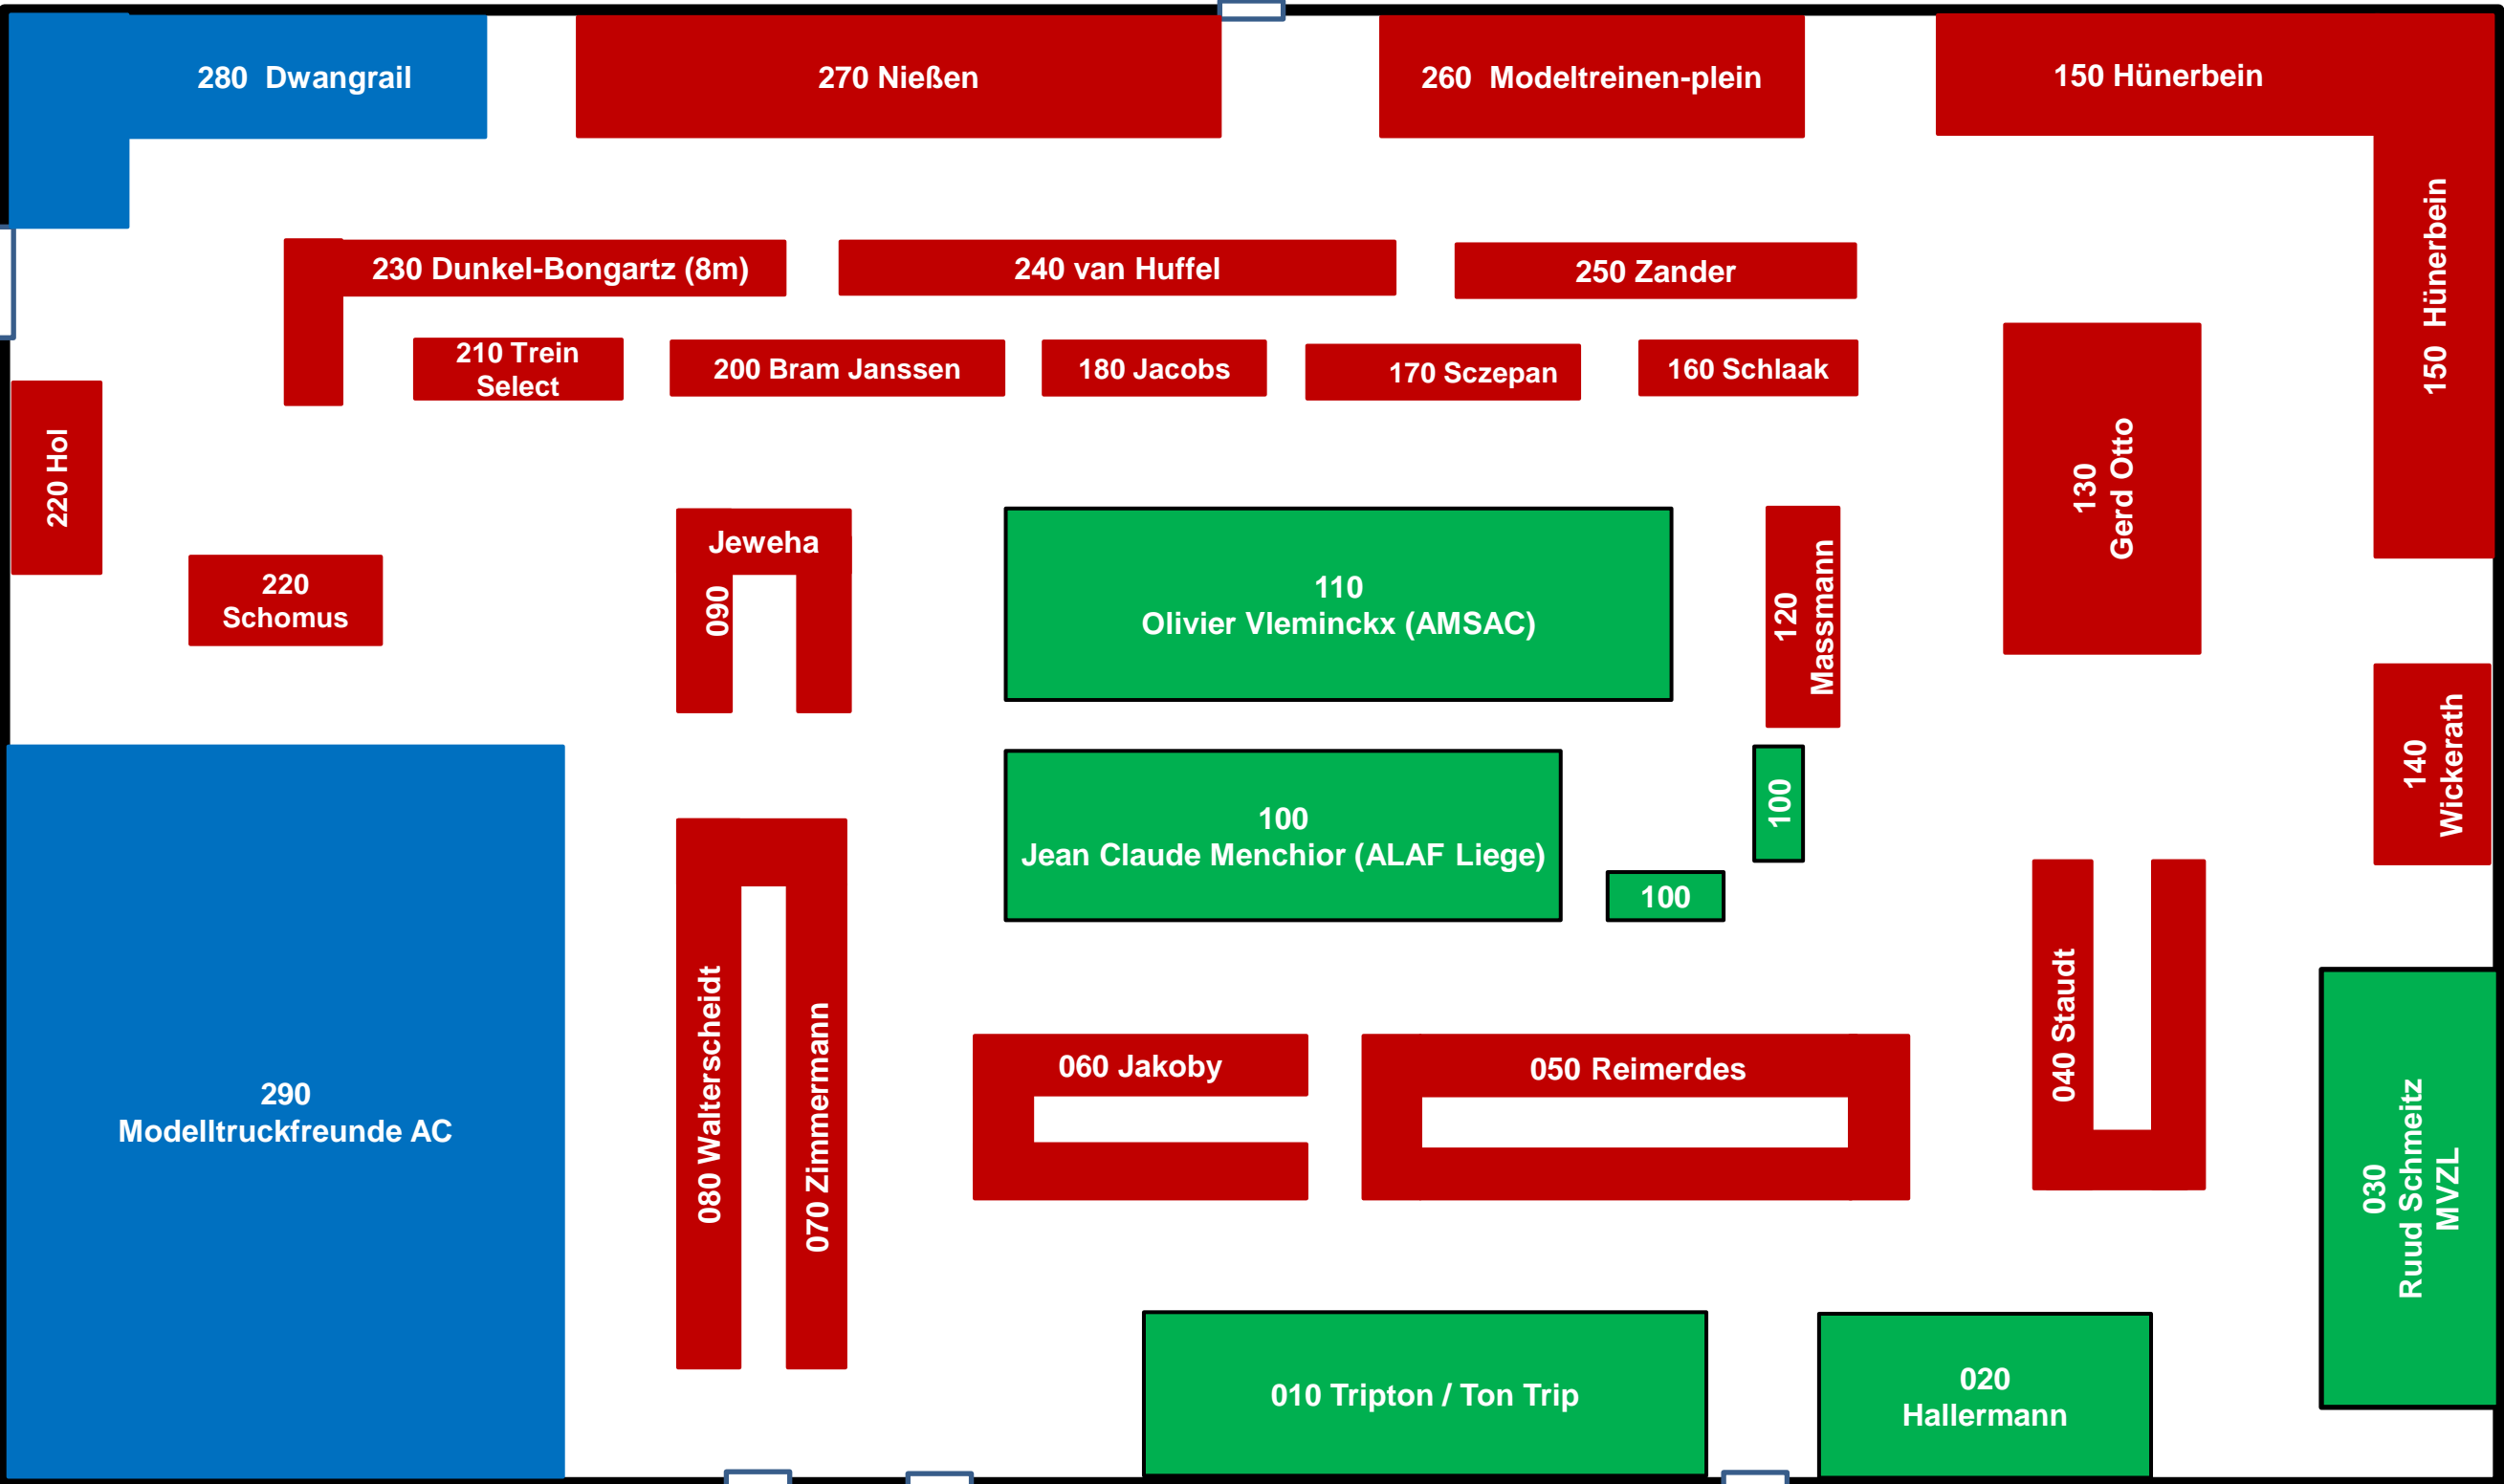 280 Dwangrail
270 Nießen
260 Modeltreinen-plein
150 Hünerbein
150 Hünerbein
230 Dunkel-Bongartz (8m)
240 van Huffel
250 Zander
210 Trein
Select
200 Bram Janssen
180 Jacobs
170 Sczepan
160 Schlaak
220 Hol
130
Gerd Otto
Jeweha
090
220
Schomus
110
Olivier Vleminckx (AMSAC)
120
Massmann
140
Wickerath
100
Jean Claude Menchior (ALAF Liege)
100
100
080 Walterscheidt
070 Zimmermann
060 Jakoby
050 Reimerdes
040 Staudt
290
Modelltruckfreunde AC
030
Ruud Schmeitz
MVZL
010 Tripton / Ton Trip
020
Hallermann